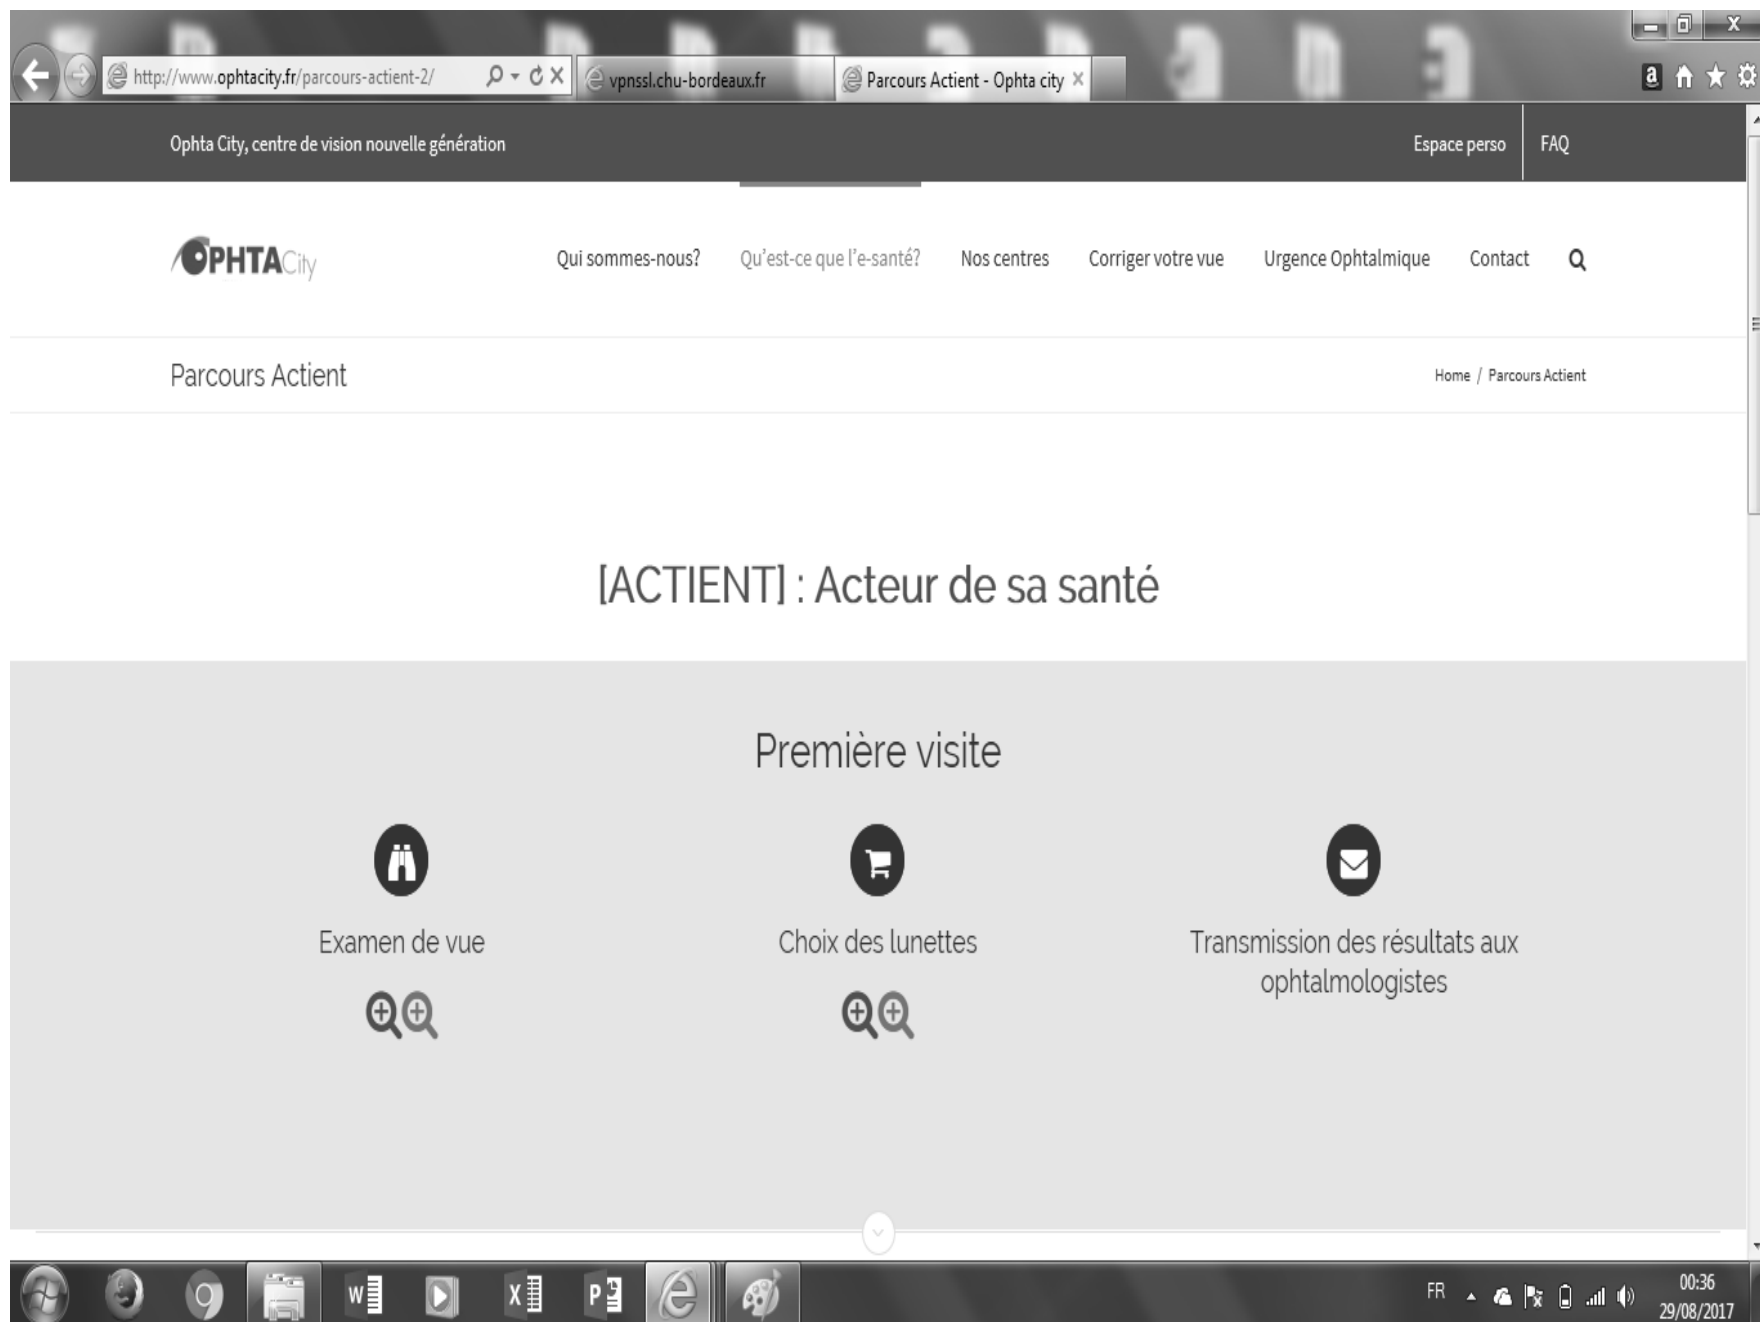 http://www.ophtacity.fr/parcours-actient-2/
vpnssl.chu-bordeaux.fr
Parcours Actient - Ophta city
Ophta City, centre de vision nouvelle génération
Espace perso
FAQ
OPHTACity
Qui sommes-nous?
Qu'est-ce que l'e-santé?
Nos centres
Corriger votre vue
Urgence Ophtalmique
Contact
Parcours Actient
Home / Parcours Actient
[ACTIENT] : Acteur de sa santé
Première visite
Examen de vue
Choix des lunettes
Transmission des résultats aux
ophtalmologistes
FR
00:36
29/08/2017